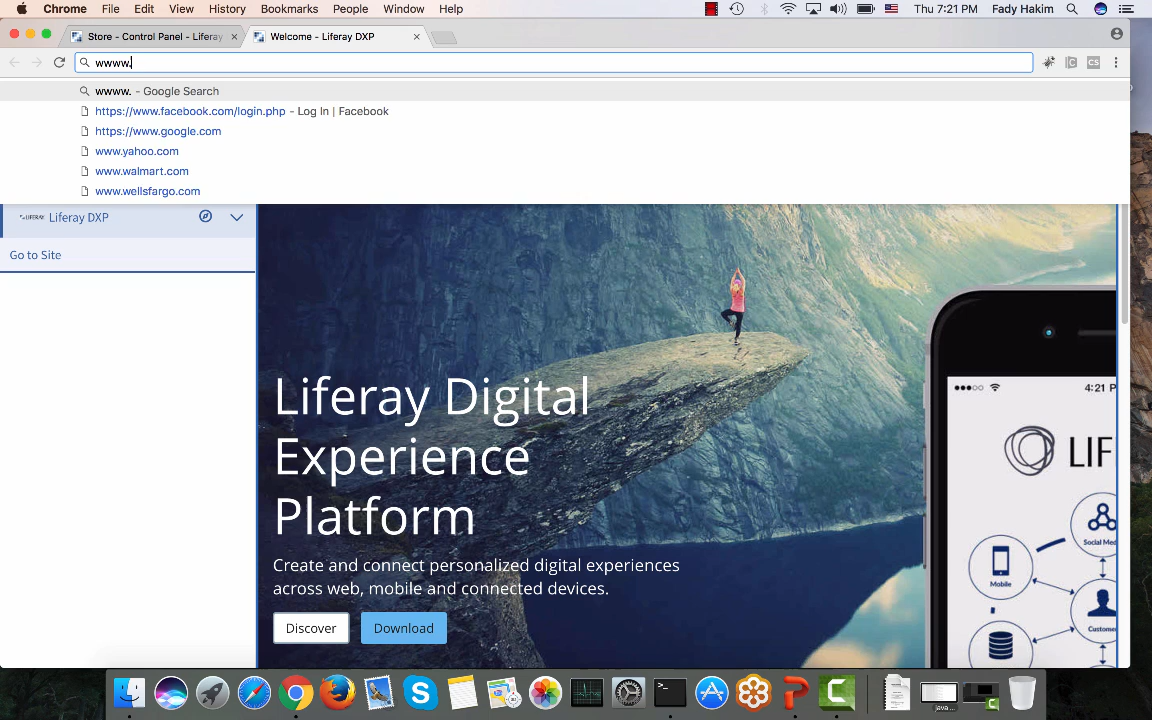 Chrome File Edit View History Bookmarks People Window Help Thu 7:21 PM Fady Hakim
Store - Control Panel - Liferay
Welcome - Liferay DXP
wwww.
wwww. - Google Search
https://www.facebook.com/login.php - Log In | Facebook
https://www.google.com
www.yahoo.com
www.walmart.com
www.wellsfargo.com
LIFERAY Liferay DXP
Go to Site
Liferay Digital
Experience
Platform
Create and connect personalized digital experiences
across web, mobile and connected devices.
Discover Download
4:21 P
LIF
Social Med
Mobile
Custome
java ...